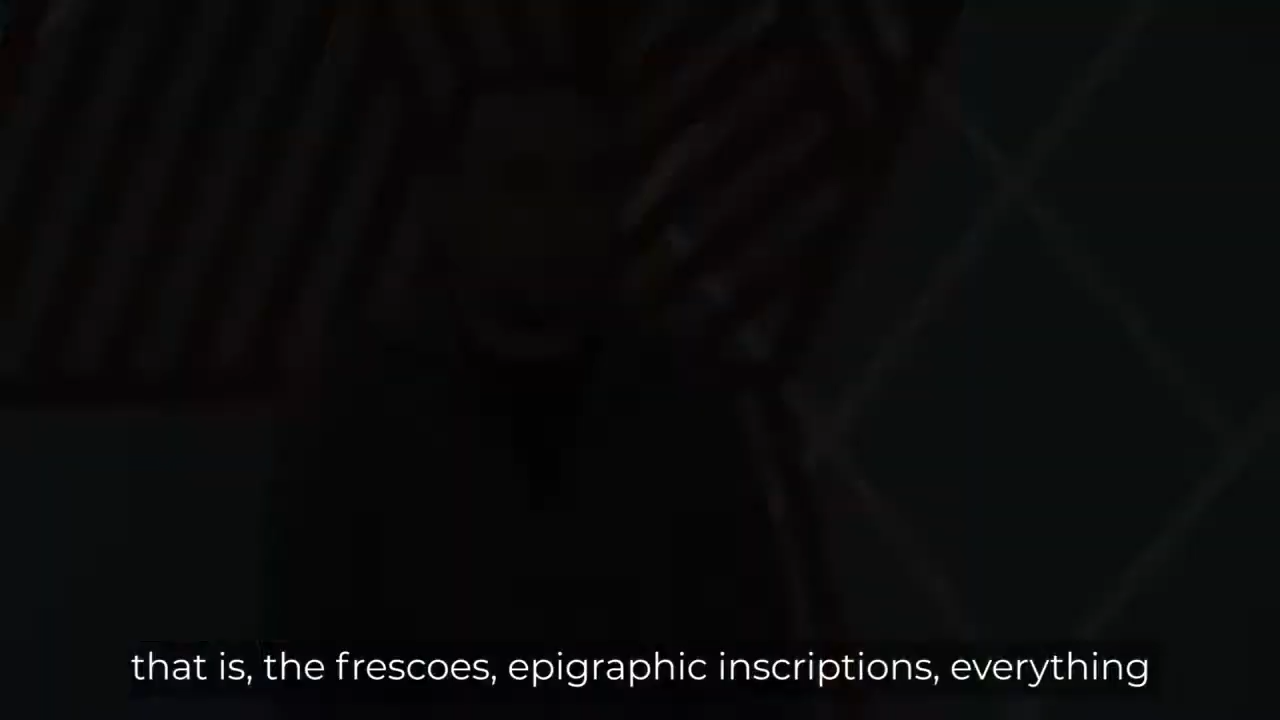 that is, the frescoes, epigraphic inscriptions, everything